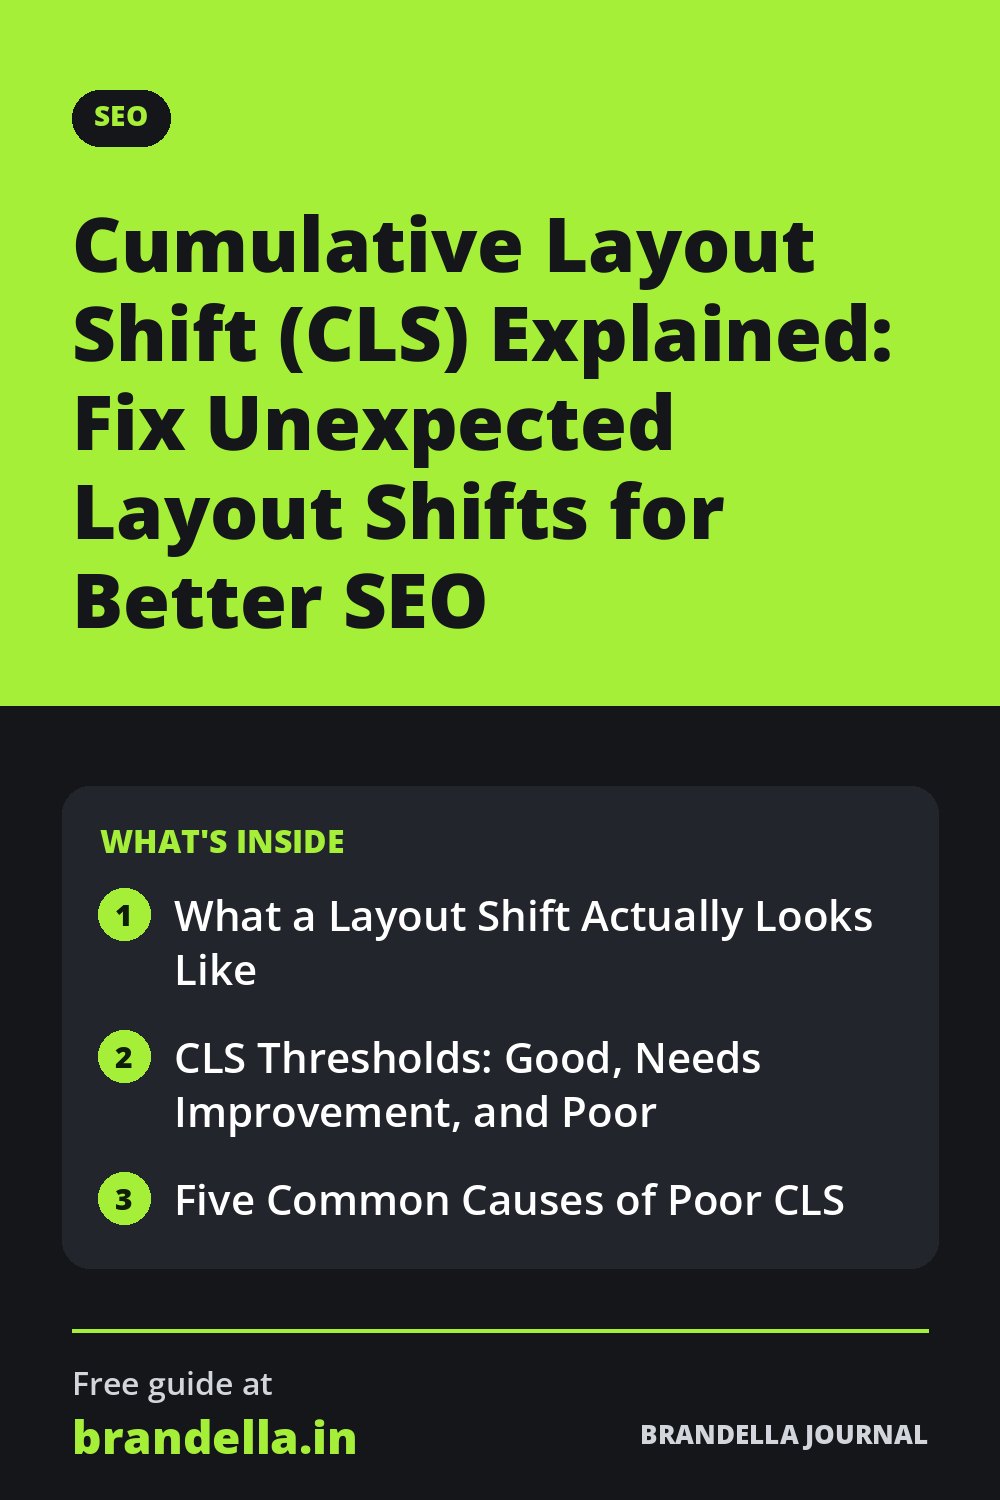 SEO
Cumulative Layout
Shift (CLS) Explained:
Fix Unexpected
Layout Shifts for
Better SEO
WHAT'S INSIDE
1 What a Layout Shift Actually Looks
Like
2 CLS Thresholds: Good, Needs
Improvement, and Poor
3 Five Common Causes of Poor CLS
Free guide at
brandella.in
BRANDELLA JOURNAL